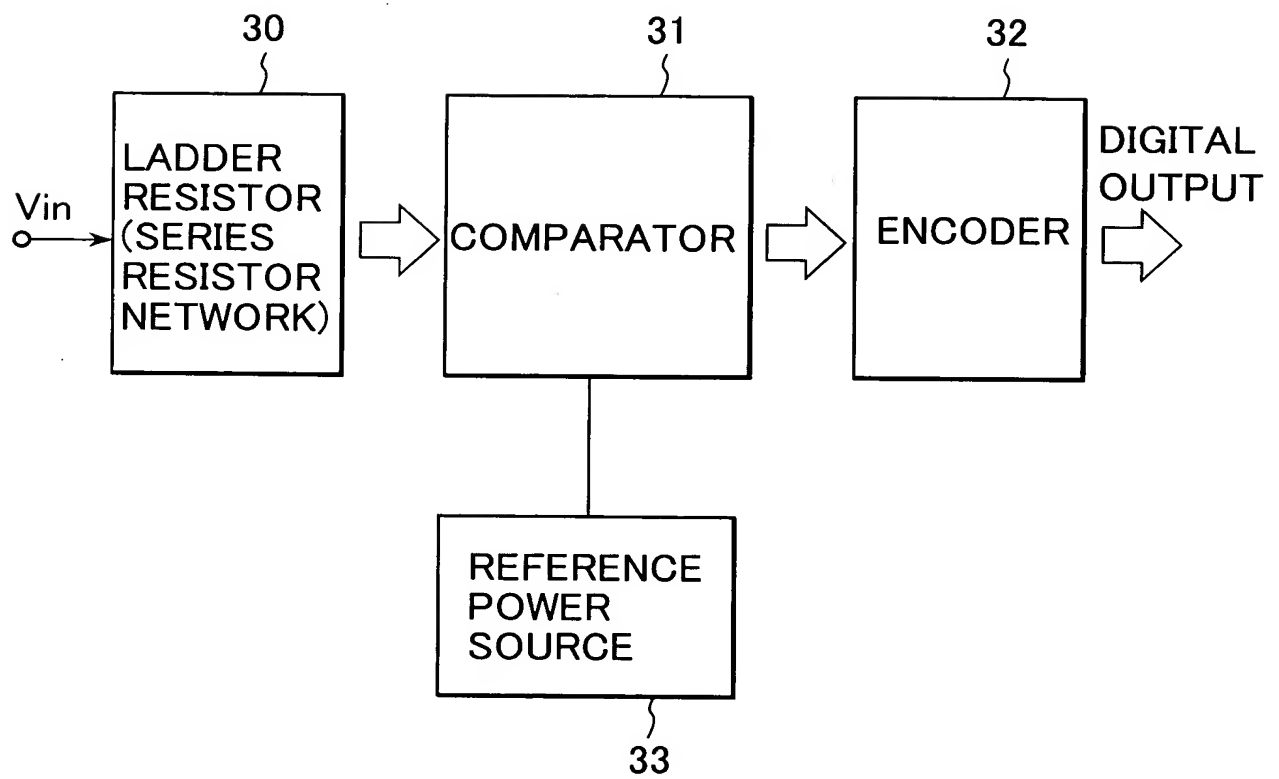 30
31
32
LADDER
RESISTOR
(SERIES
RESISTOR
NETWORK)
Vin
COMPARATOR
ENCODER
DIGITAL
OUTPUT
REFERENCE
POWER
SOURCE
33